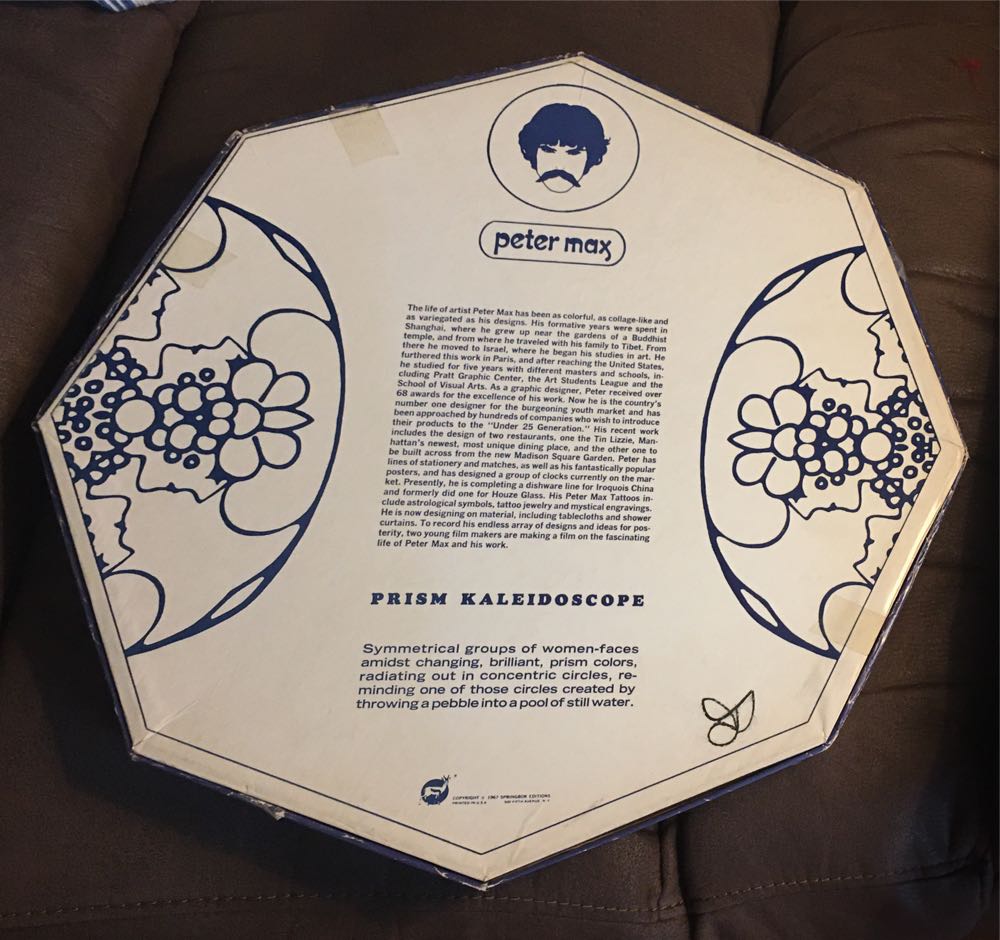 peter max
The life of artist Peter Max has been as colorful, as collage-like and
as variegated as his designs. His formative years were spent in
Shanghai, where he grew up near the gardens of a Buddhist
temple, and from where he traveled with his family to Tibet. From
there he moved to Israel, where he began his studies in art. He
furthered this work in Paris, and after reaching the United States,
he studied for five years with different masters and schools, in-
cluding Pratt Graphic Center, the Art Students League and the
School of Visual Arts. As a graphic designer, Peter received over
68 awards for the excellence of his work. Now he is the country's
number one designer for the burgeoning youth market and has
been approached by hundreds of companies who wish to introduce
their products to the "Under 25 Generation." His recent work
includes the design of two restaurants, one the Tin Lizzie, Man-
hattan's newest, most unique dining place, and the other one to
be built across from the new Madison Square Garden. Peter has
lines of stationery and matches, as well as his fantastically popular
posters, and has designed a group of clocks currently on the mar-
ket. Presently, he is completing a dishware line for Iroquois China
and formerly did one for Houze Glass. His Peter Max Tattoos in-
clude astrological symbols, tattoo jewelry and mystical engravings.
He is now designing on material, including tablecloths and shower
curtains. To record his endless array of designs and ideas for pos-
terity, two young film makers are making a film on the fascinating
life of Peter Max and his work.
PRISM KALEIDOSCOPE
Symmetrical groups of women-faces
amidst changing, brilliant, prism colors,
radiating out in concentric circles, re-
minding one of those circles created by
throwing a pebble into a pool of still water.
COPYRIGHT © 1967 SPRINGBOK EDITIONS
PRINTED IN U.S.A. FIFTH AVENUE N.Y.